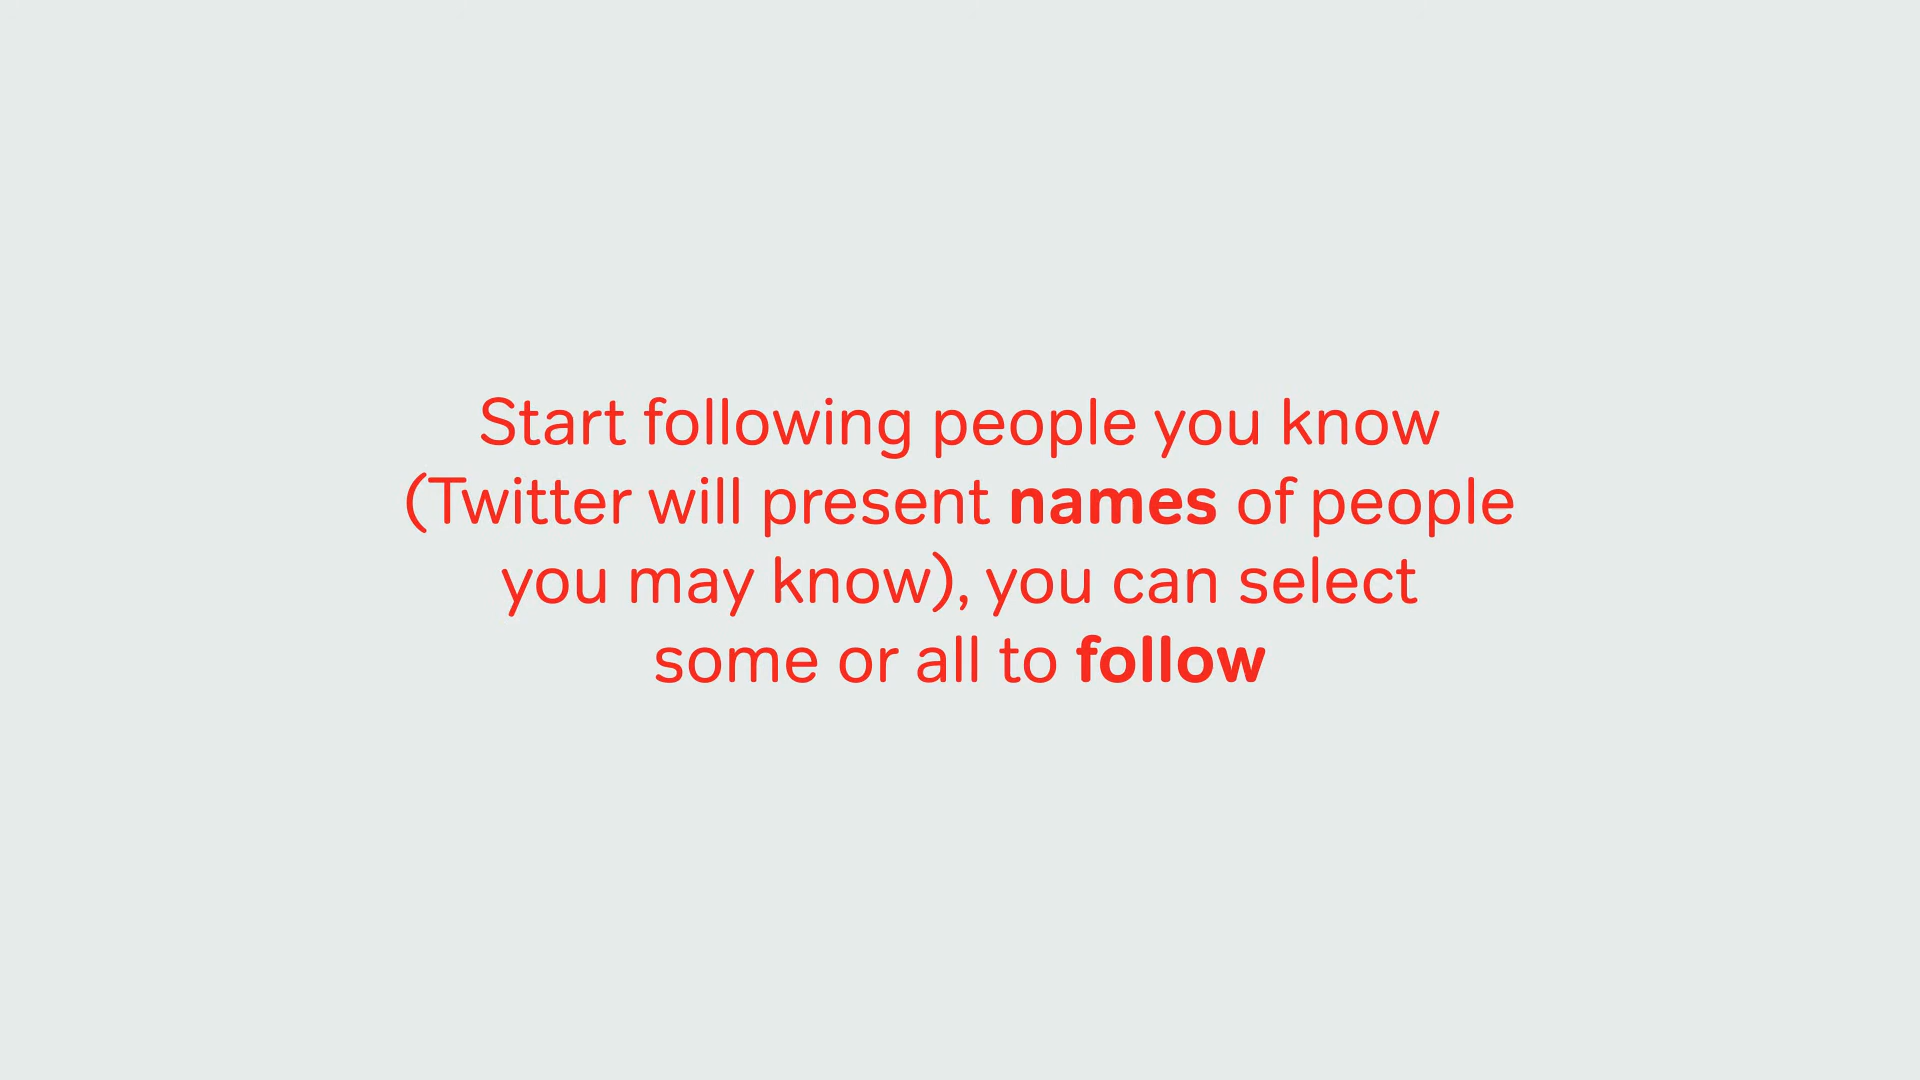 Start following people you know
(Twitter will present names of people
you may know), you can select
some or all to follow